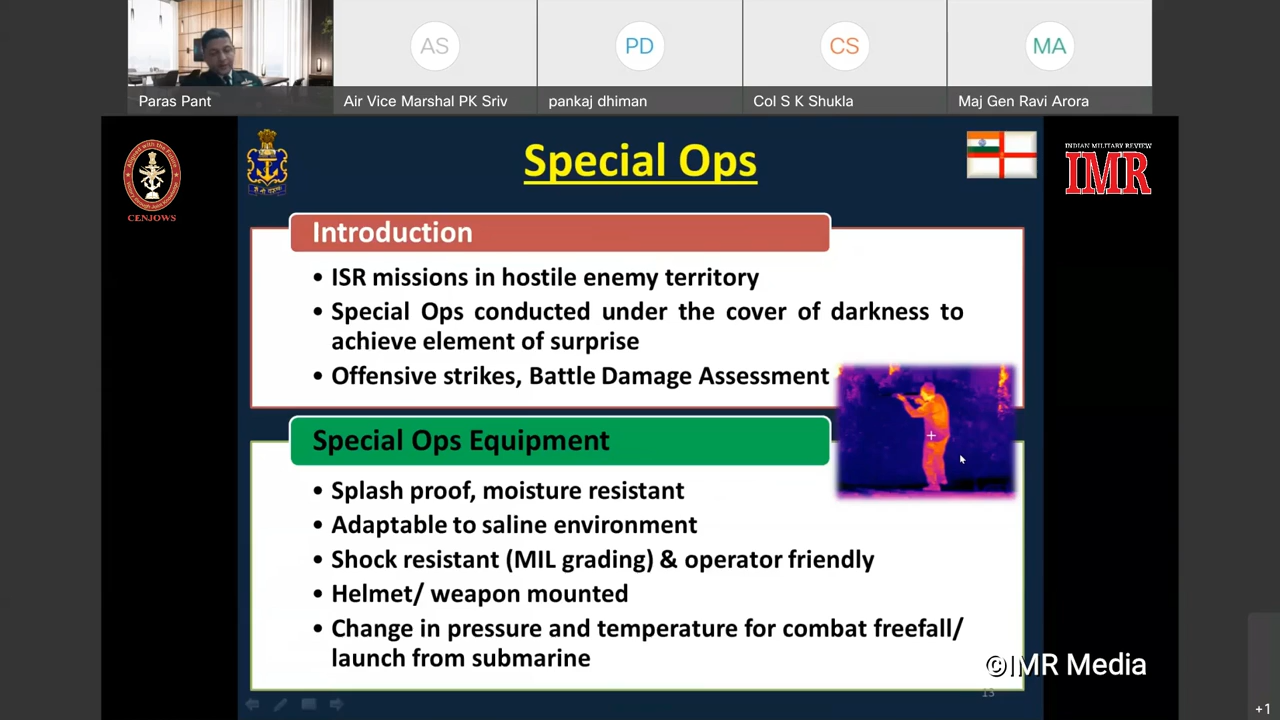 AS
PD
CS
MA
Paras Pant
Air Vice Marshal PK Sriv
pankaj dhiman
Col S K Shukla
Maj Gen Ravi Arora
CENJOWS
Special Ops
INDIAN MILITARY REVIEW
IMR
Introduction
• ISR missions in hostile enemy territory
• Special Ops conducted under the cover of darkness to
achieve element of surprise
• Offensive strikes, Battle Damage Assessment
Special Ops Equipment
• Splash proof, moisture resistant
• Adaptable to saline environment
• Shock resistant (MIL grading) & operator friendly
• Helmet/ weapon mounted
• Change in pressure and temperature for combat freefall/
launch from submarine
©IMR Media
13
+1